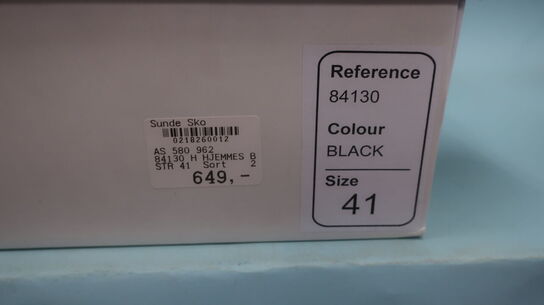 Sunde Sko
0218260012
AS 580 962
84130 H HJEMMES B
STR 41 Sort 2
649,-
Reference
84130
Colour
BLACK
Size
41